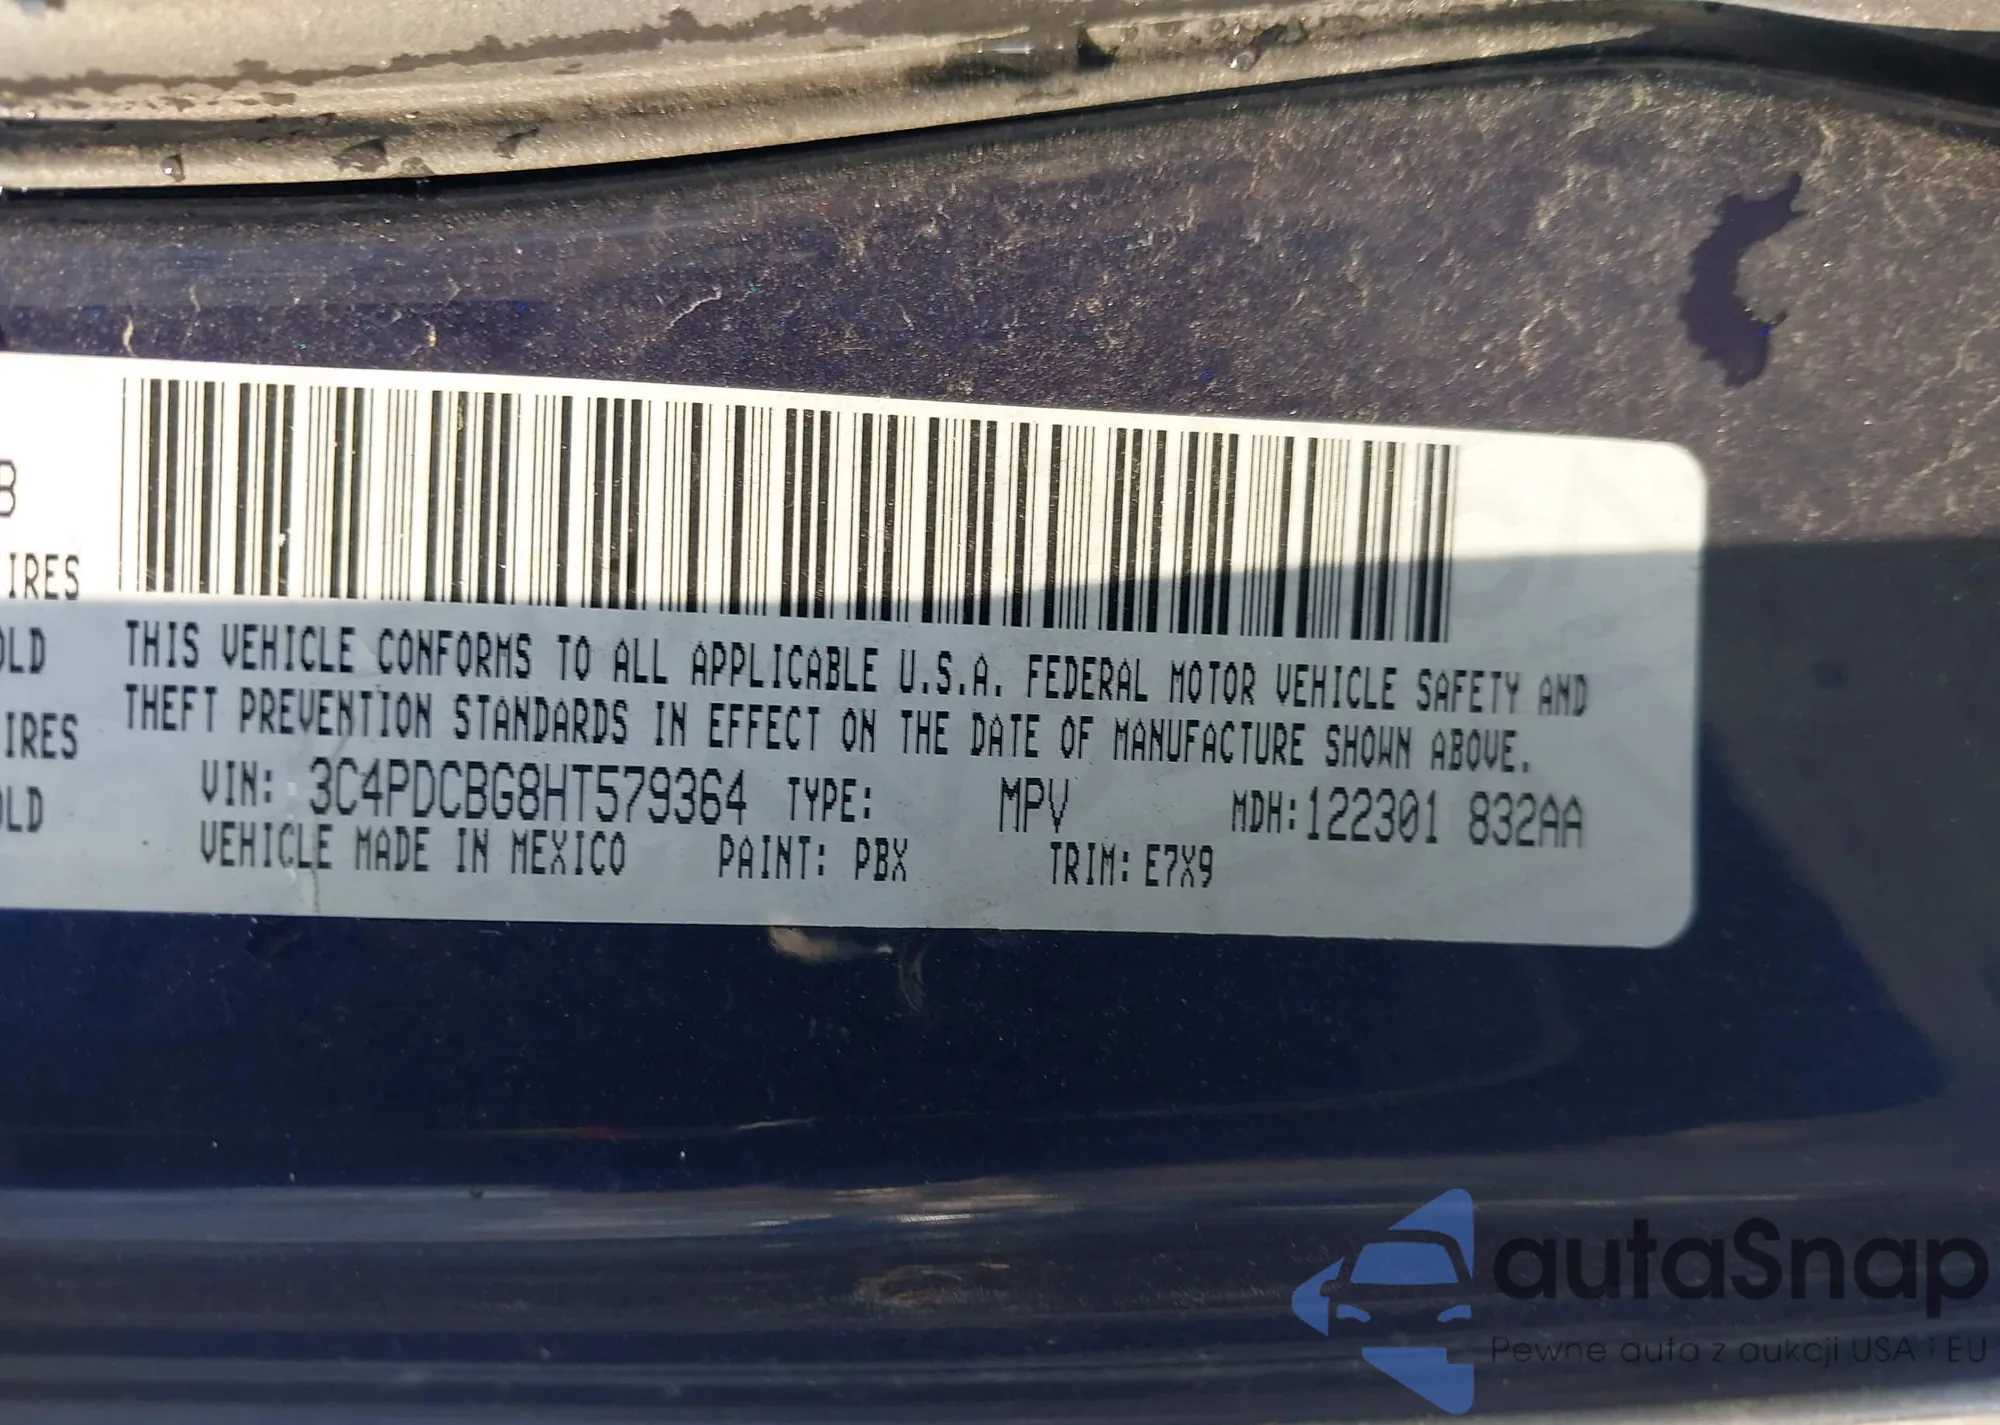 B
IRES
OLD
IRES
OLD
THIS VEHICLE CONFORMS TO ALL APPLICABLE U.S.A. FEDERAL MOTOR VEHICLE SAFETY AND
THEFT PREVENTION STANDARDS IN EFFECT ON THE DATE OF MANUFACTURE SHOWN ABOVE.
VIN: 3C4PDCBG8HT579364 TYPE: MPV MDH:122301 832AA
VEHICLE MADE IN MEXICO PAINT: PBX TRIM: E7X9
autaSnap
Pewne auta z aukcji USA i EU